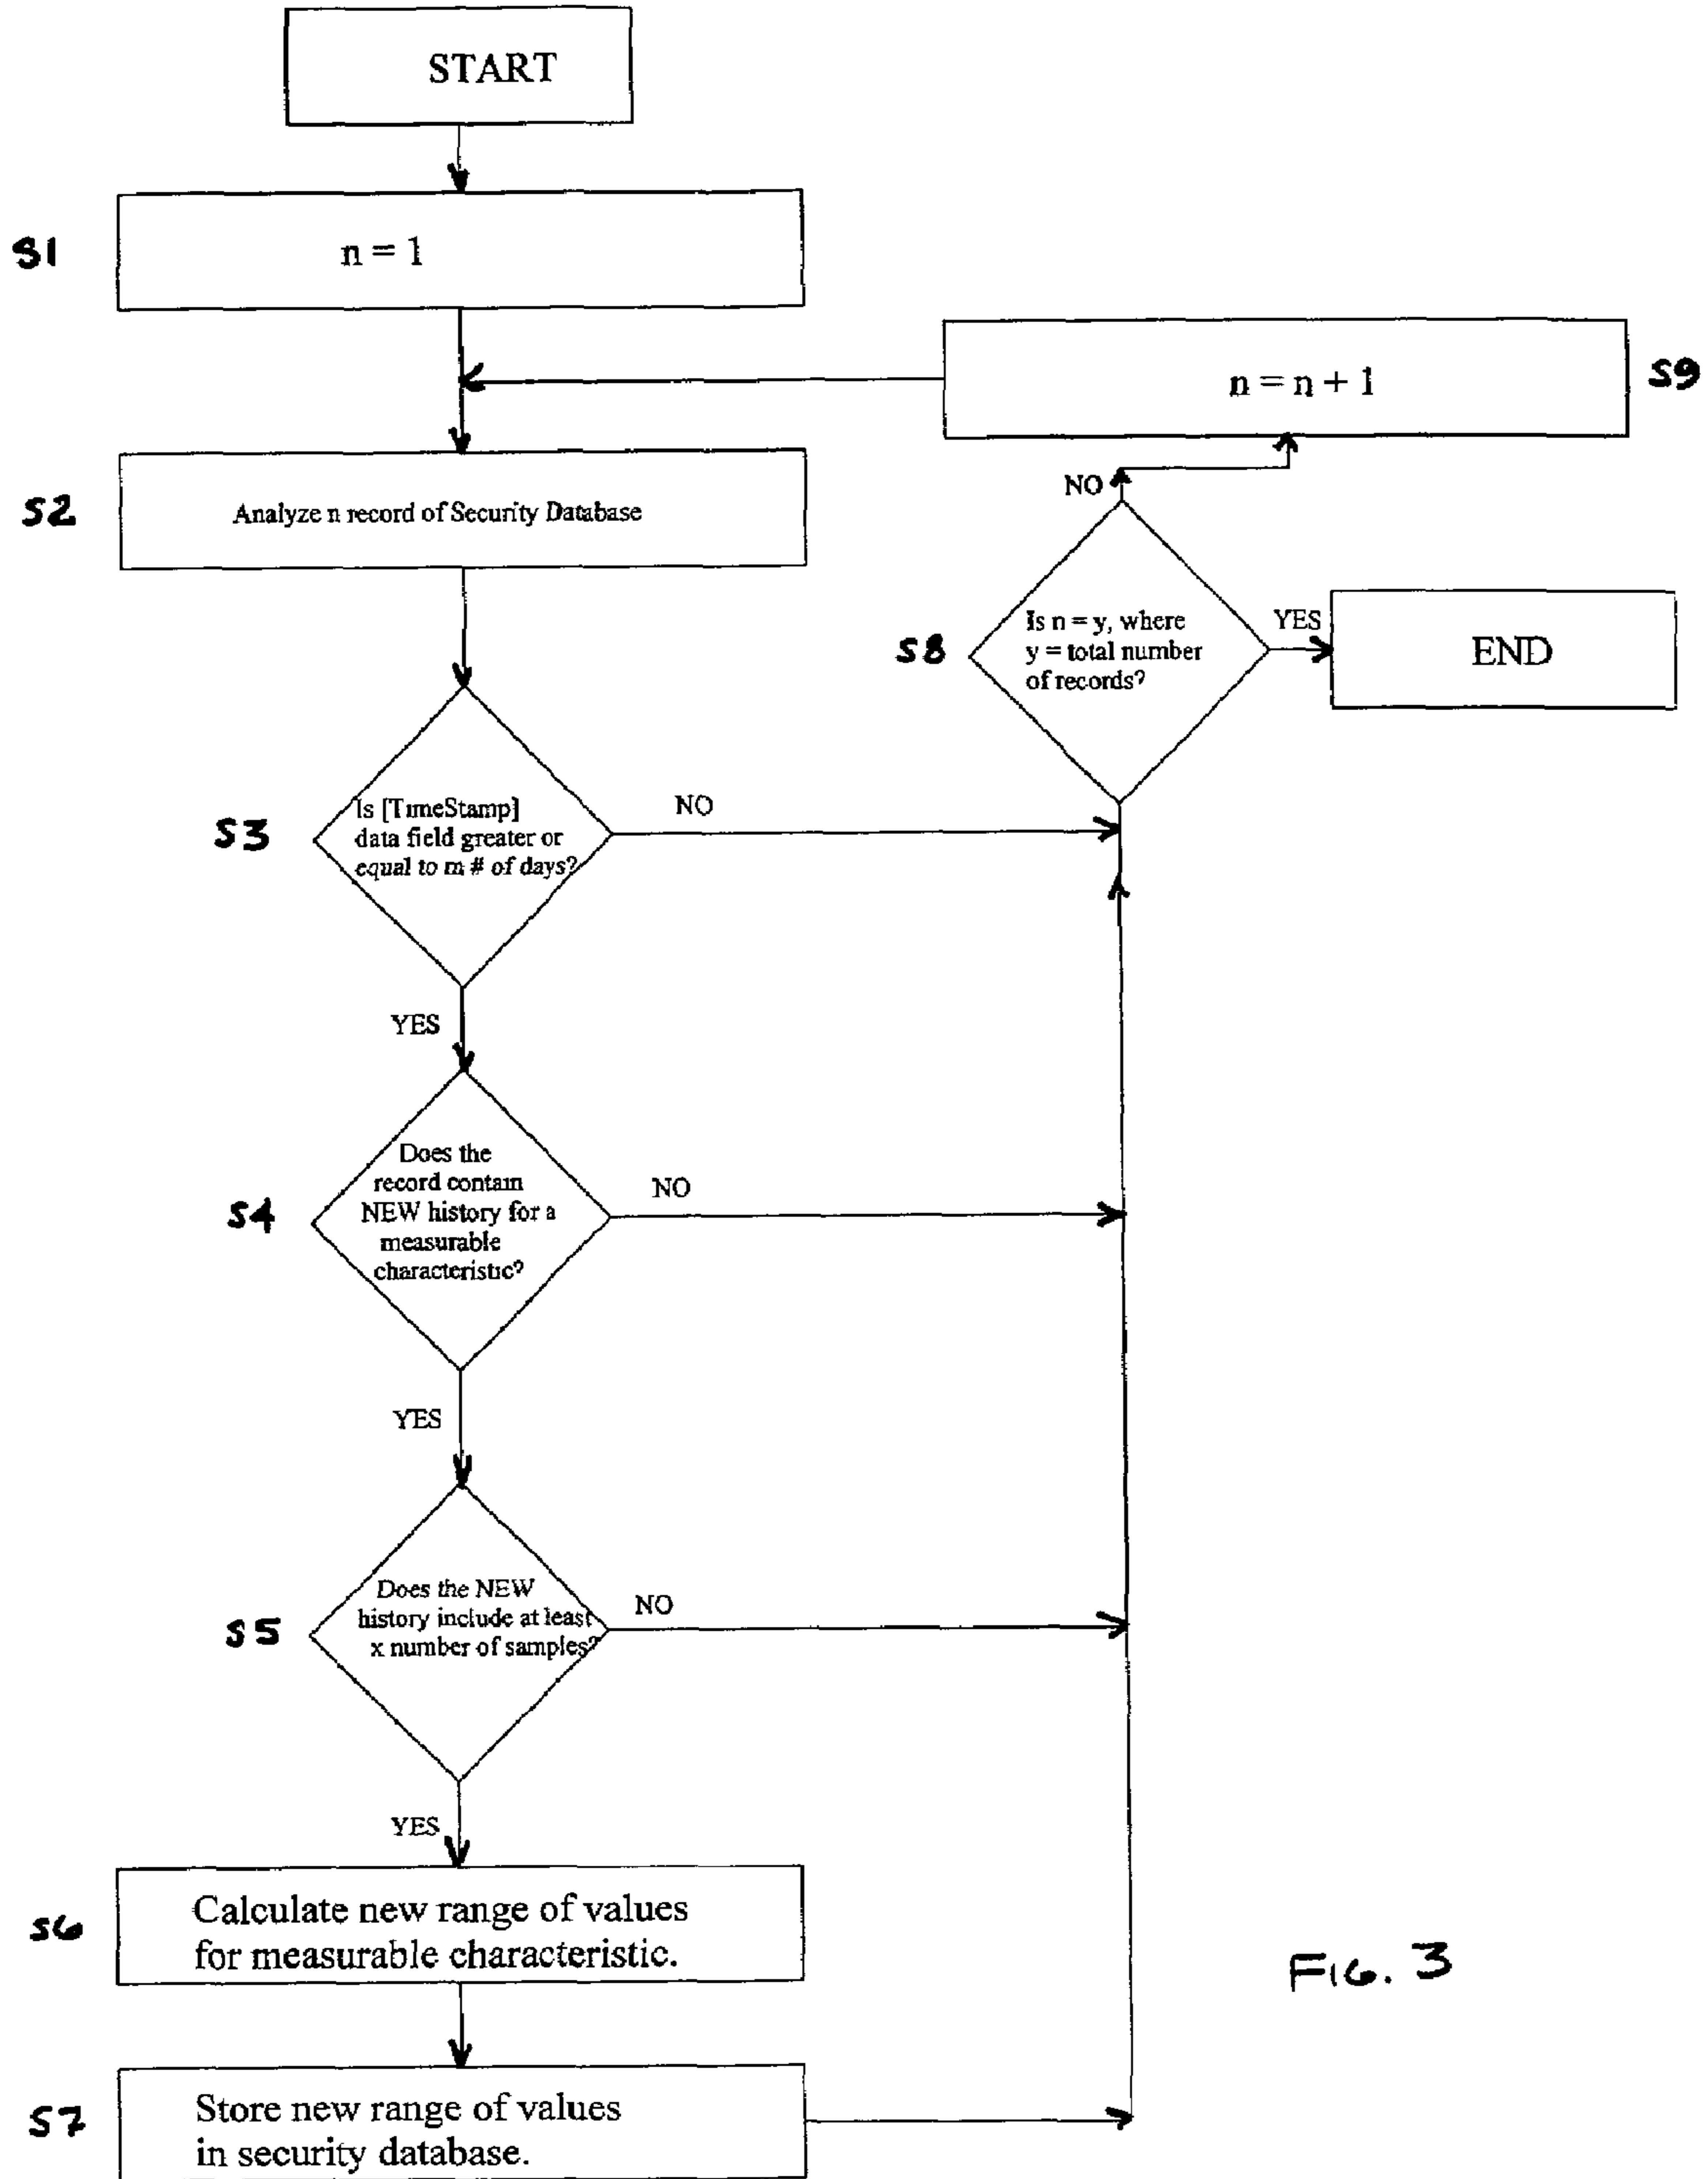 START
S1
n = 1
n = n + 1
S9
S2
Analyze n record of Security Database
NO
S8
Is n = y, where
y = total number
of records?
YES
END
S3
Is [TimeStamp]
data field greater or
equal to m # of days?
NO
YES
S4
Does the
record contain
NEW history for a
measurable
characteristic?
NO
YES
S5
Does the NEW
history include at least
x number of samples?
NO
YES
S6
Calculate new range of values
for measurable characteristic.
FIG. 3
S7
Store new range of values
in security database.